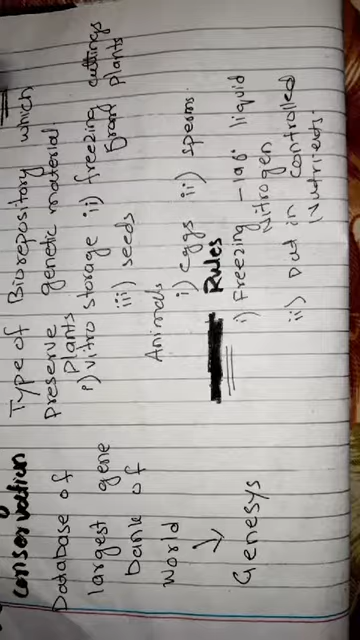 conservation
Database of
largest gene
bank of
world
↓
Genesys
Type of Biorepository which
preserve genetic material.
Plants
i) vitro storage ii) freezing cuttings
from plants
iii) seeds
Animals
i) eggs ii) sperms.
Rules
i) Freezing -196° liquid
Nitrogen
ii) Put in controlled
Nutrients.